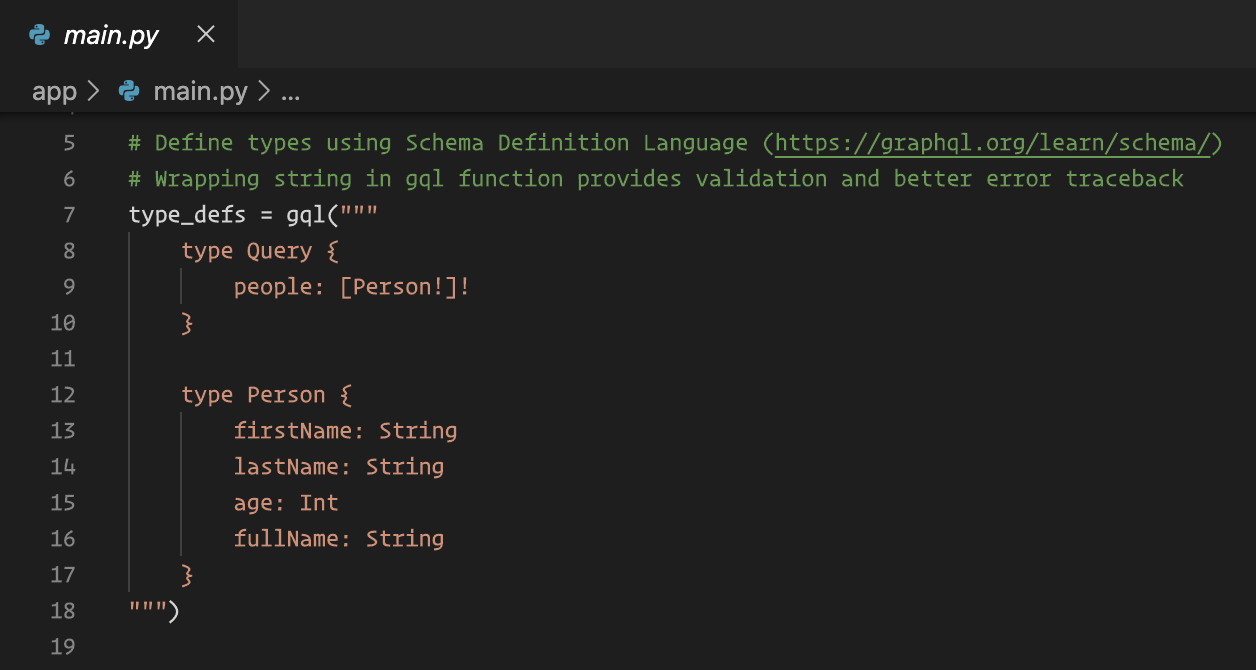 main.py
app > main.py > ...
5 # Define types using Schema Definition Language (https://graphql.org/learn/schema/)
6 # Wrapping string in gql function provides validation and better error traceback
7 type_defs = gql("""
8     type Query {
9         people: [Person!]!
10     }
11
12     type Person {
13         firstName: String
14         lastName: String
15         age: Int
16         fullName: String
17     }
18 """)
19